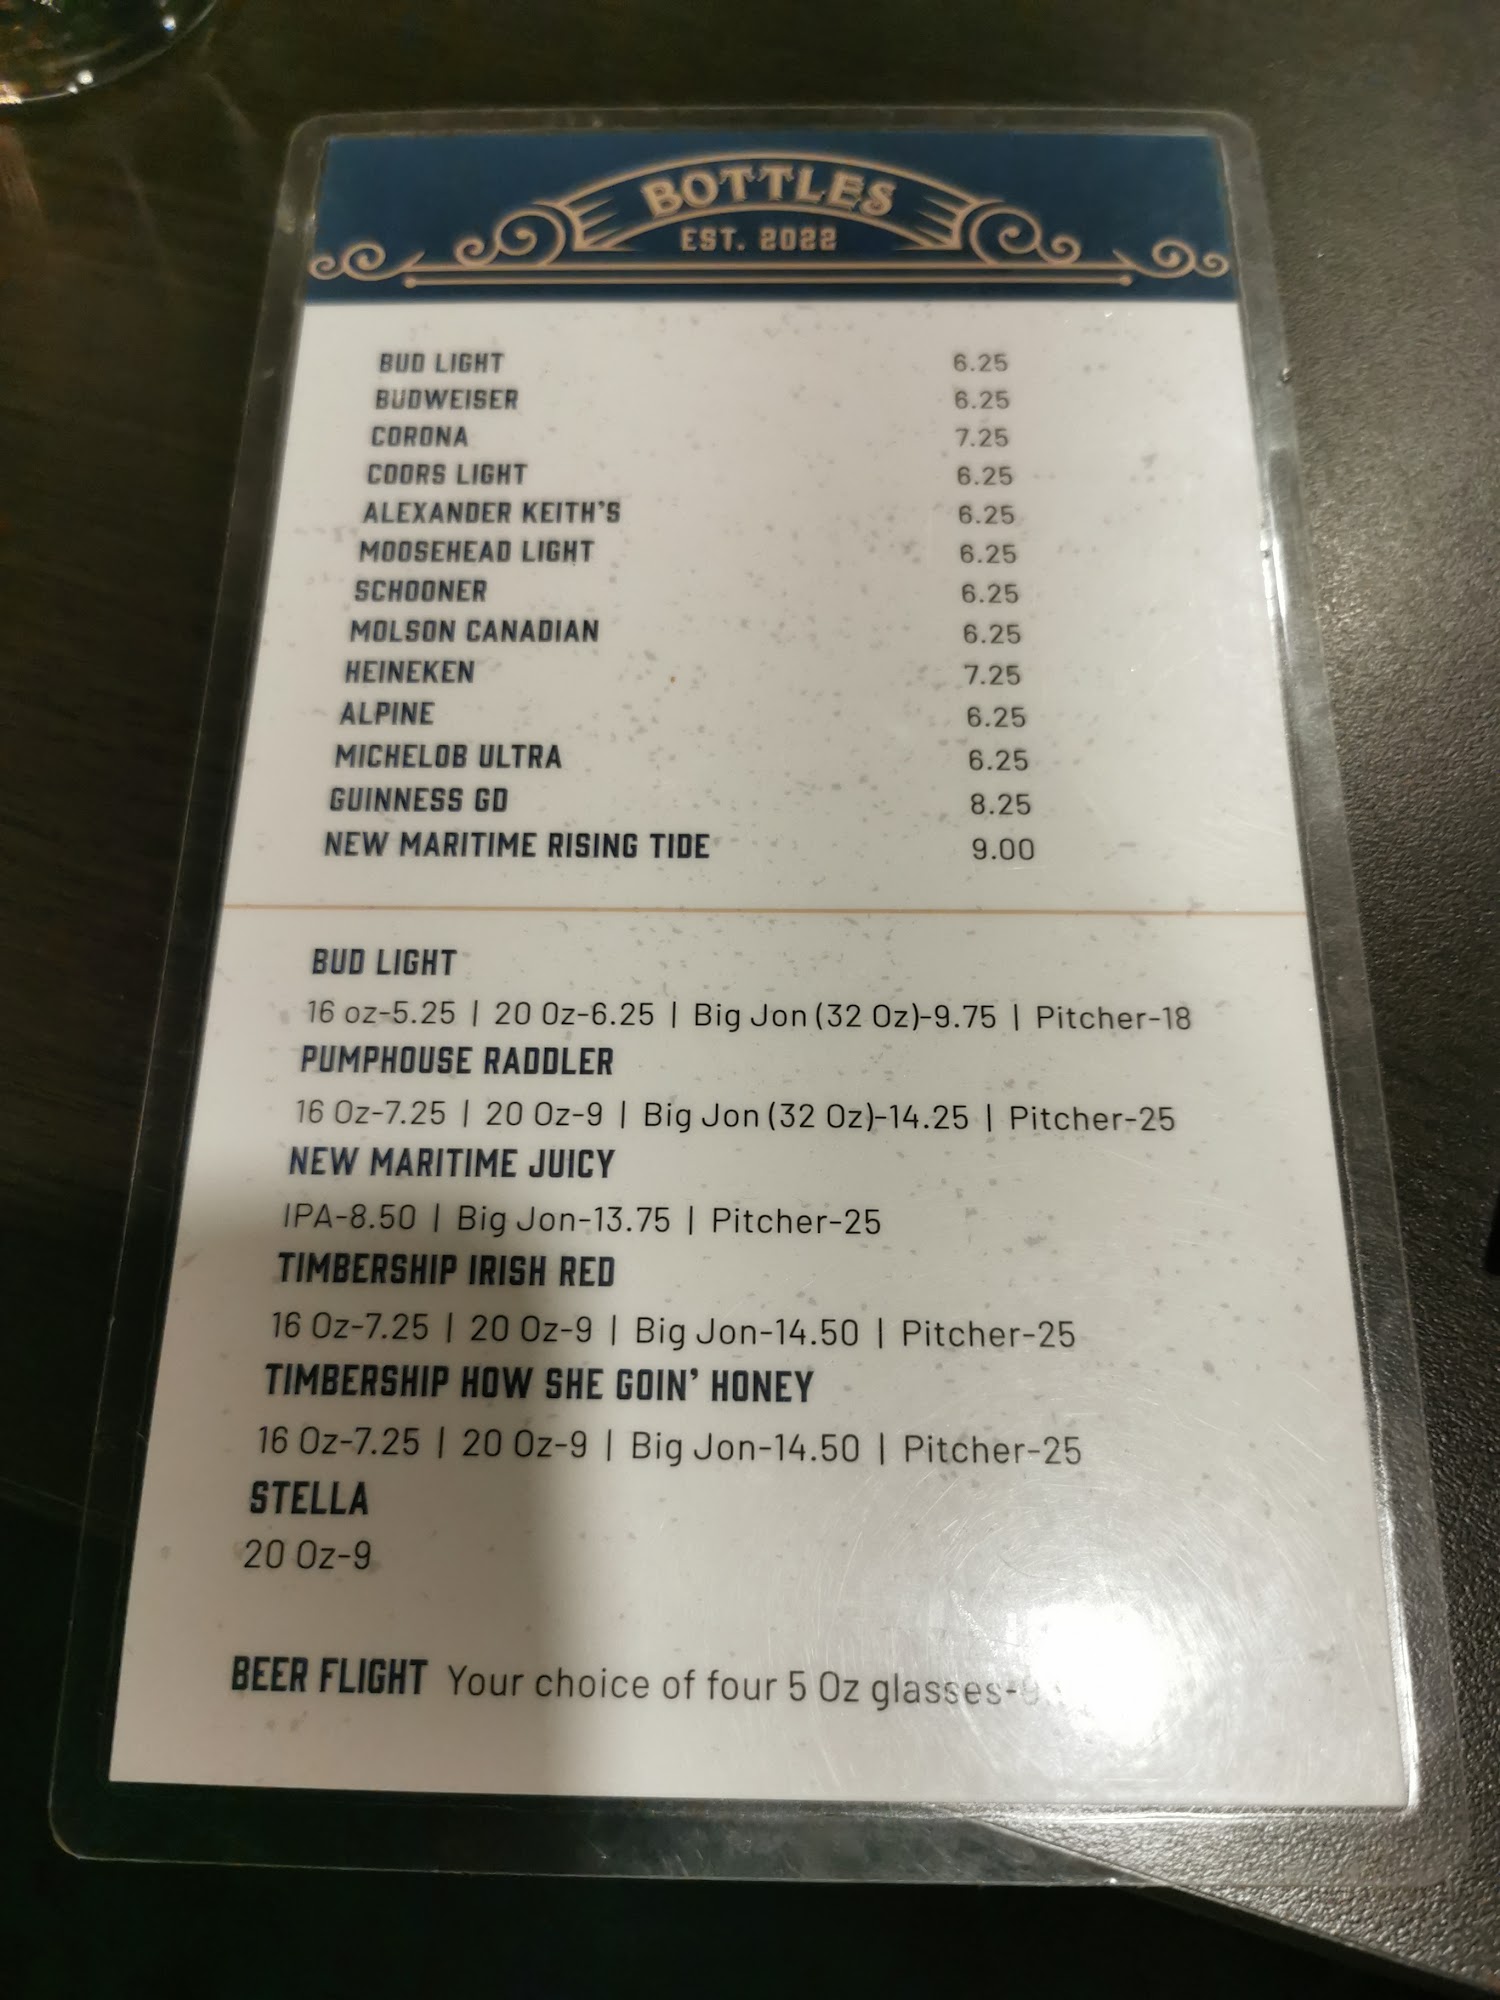 BOTTLES
EST. 2022
BUD LIGHT 6.25
BUDWEISER 6.25
CORONA 7.25
COORS LIGHT 6.25
ALEXANDER KEITH'S 6.25
MOOSEHEAD LIGHT 6.25
SCHOONER 6.25
MOLSON CANADIAN 6.25
HEINEKEN 7.25
ALPINE 6.25
MICHELOB ULTRA 6.25
GUINNESS GD 8.25
NEW MARITIME RISING TIDE 9.00
BUD LIGHT
16 oz-5.25 | 20 Oz-6.25 | Big Jon (32 Oz)-9.75 | Pitcher-18
PUMPHOUSE RADDLER
16 Oz-7.25 | 20 Oz-9 | Big Jon (32 Oz)-14.25 | Pitcher-25
NEW MARITIME JUICY
IPA-8.50 | Big Jon-13.75 | Pitcher-25
TIMBERSHIP IRISH RED
16 Oz-7.25 | 20 Oz-9 | Big Jon-14.50 | Pitcher-25
TIMBERSHIP HOW SHE GOIN' HONEY
16 Oz-7.25 | 20 Oz-9 | Big Jon-14.50 | Pitcher-25
STELLA
20 Oz-9
BEER FLIGHT Your choice of four 5 Oz glasses-